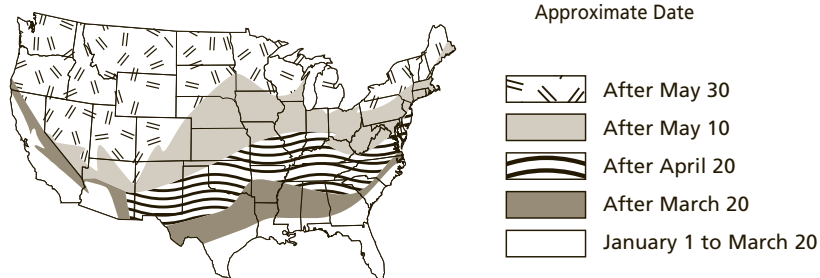 Approximate Date
After May 30
After May 10
After April 20
After March 20
January 1 to March 20